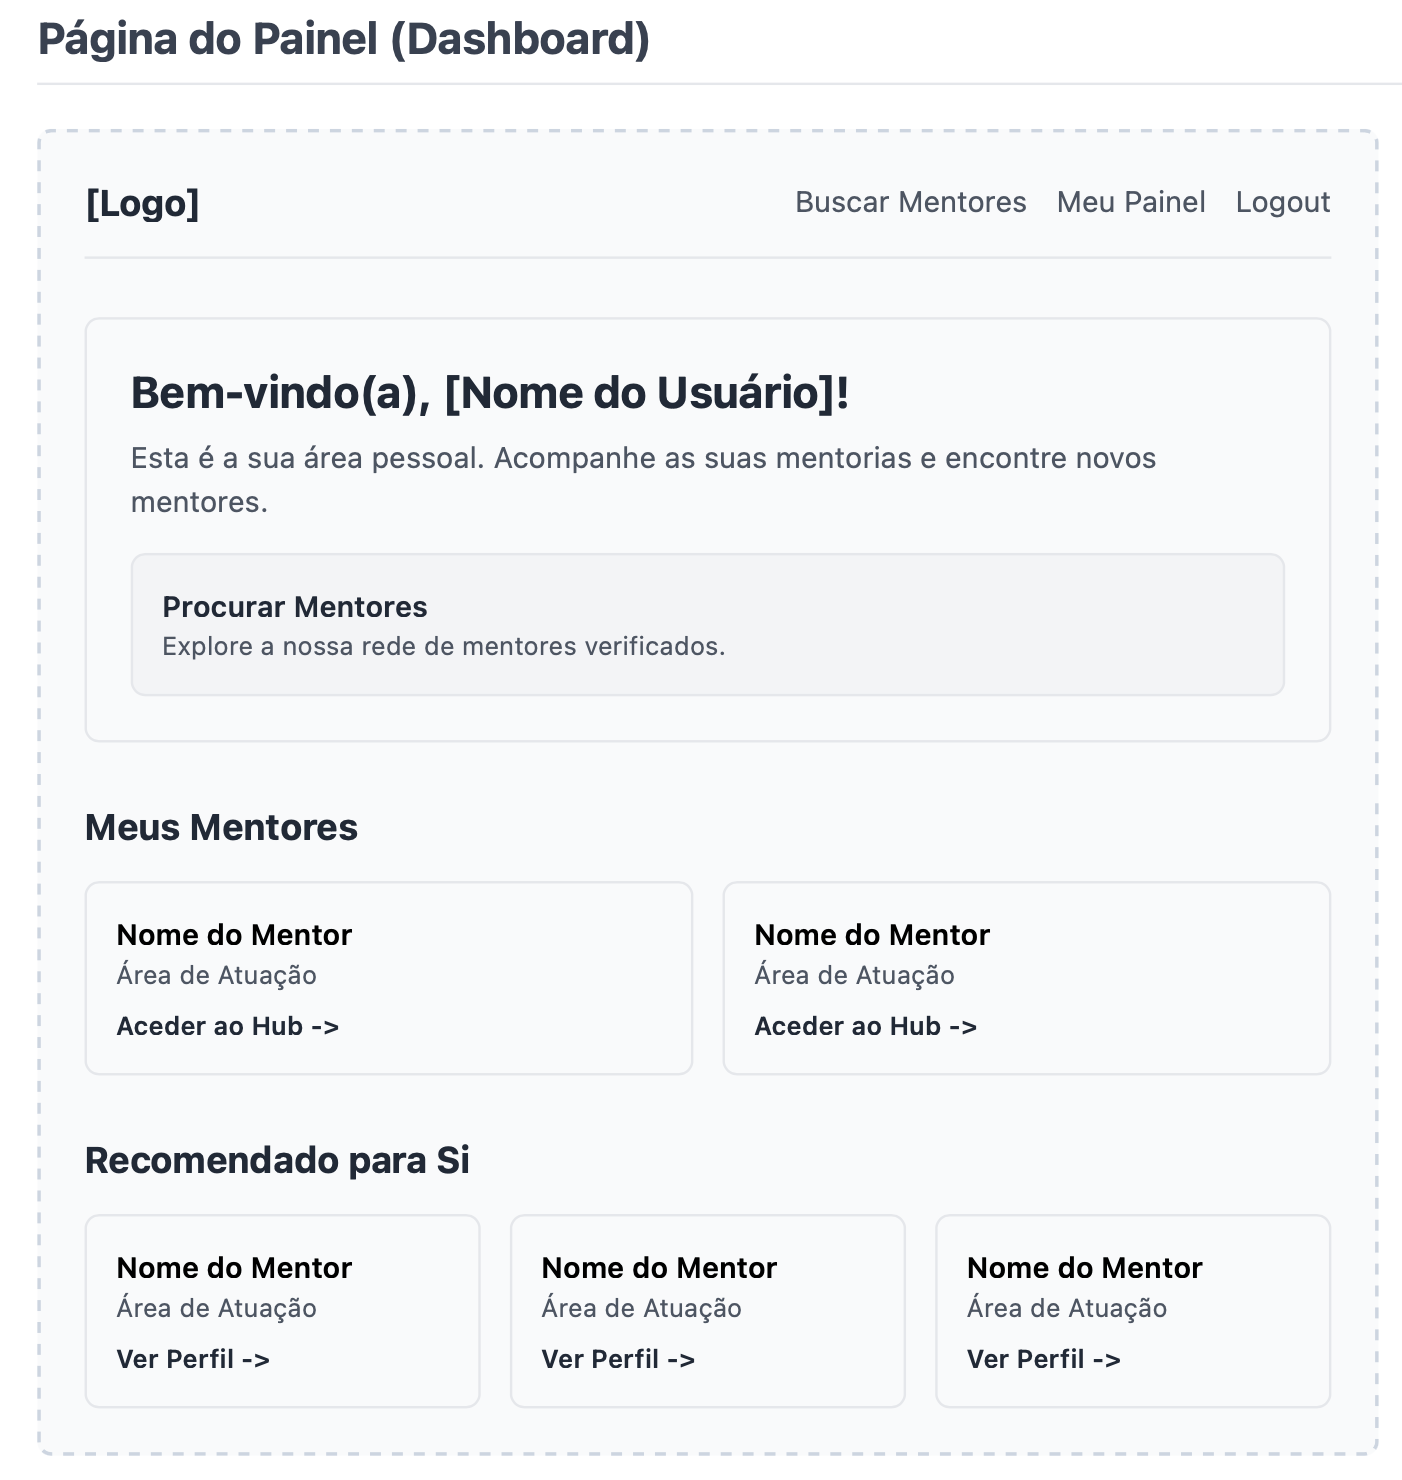 Página do Painel (Dashboard)
[Logo]
Buscar Mentores Meu Painel Logout
Bem-vindo(a), [Nome do Usuário]!
Esta é a sua área pessoal. Acompanhe as suas mentorias e encontre novos
mentores.
Procurar Mentores
Explore a nossa rede de mentores verificados.
Meus Mentores
Nome do Mentor
Área de Atuação
Aceder ao Hub ->
Nome do Mentor
Área de Atuação
Aceder ao Hub ->
Recomendado para Si
Nome do Mentor
Área de Atuação
Ver Perfil ->
Nome do Mentor
Área de Atuação
Ver Perfil ->
Nome do Mentor
Área de Atuação
Ver Perfil ->